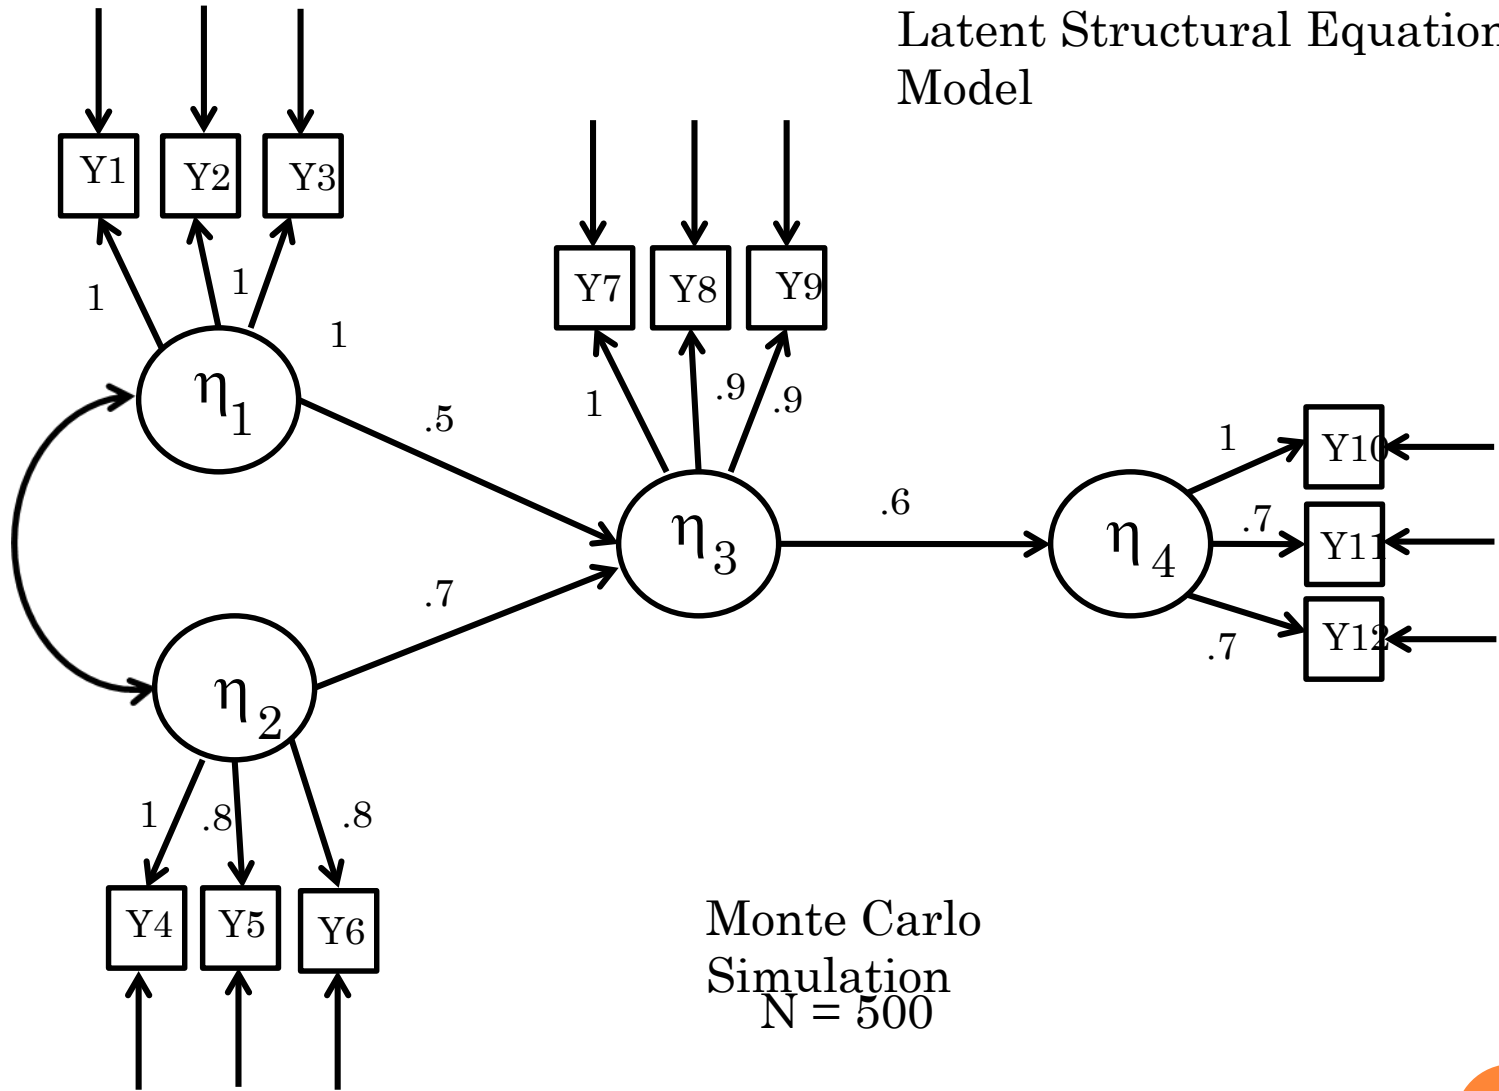 Latent Structural Equation
Model
Y1 Y2 Y3
1 1 1
η1
Y7 Y8 Y9
1 .9 .9
.5
η3
.6
η4
1 .7 .7
Y10
Y11
Y12
.7
η2
1 .8 .8
Y4 Y5 Y6
Monte Carlo
Simulation
N = 500